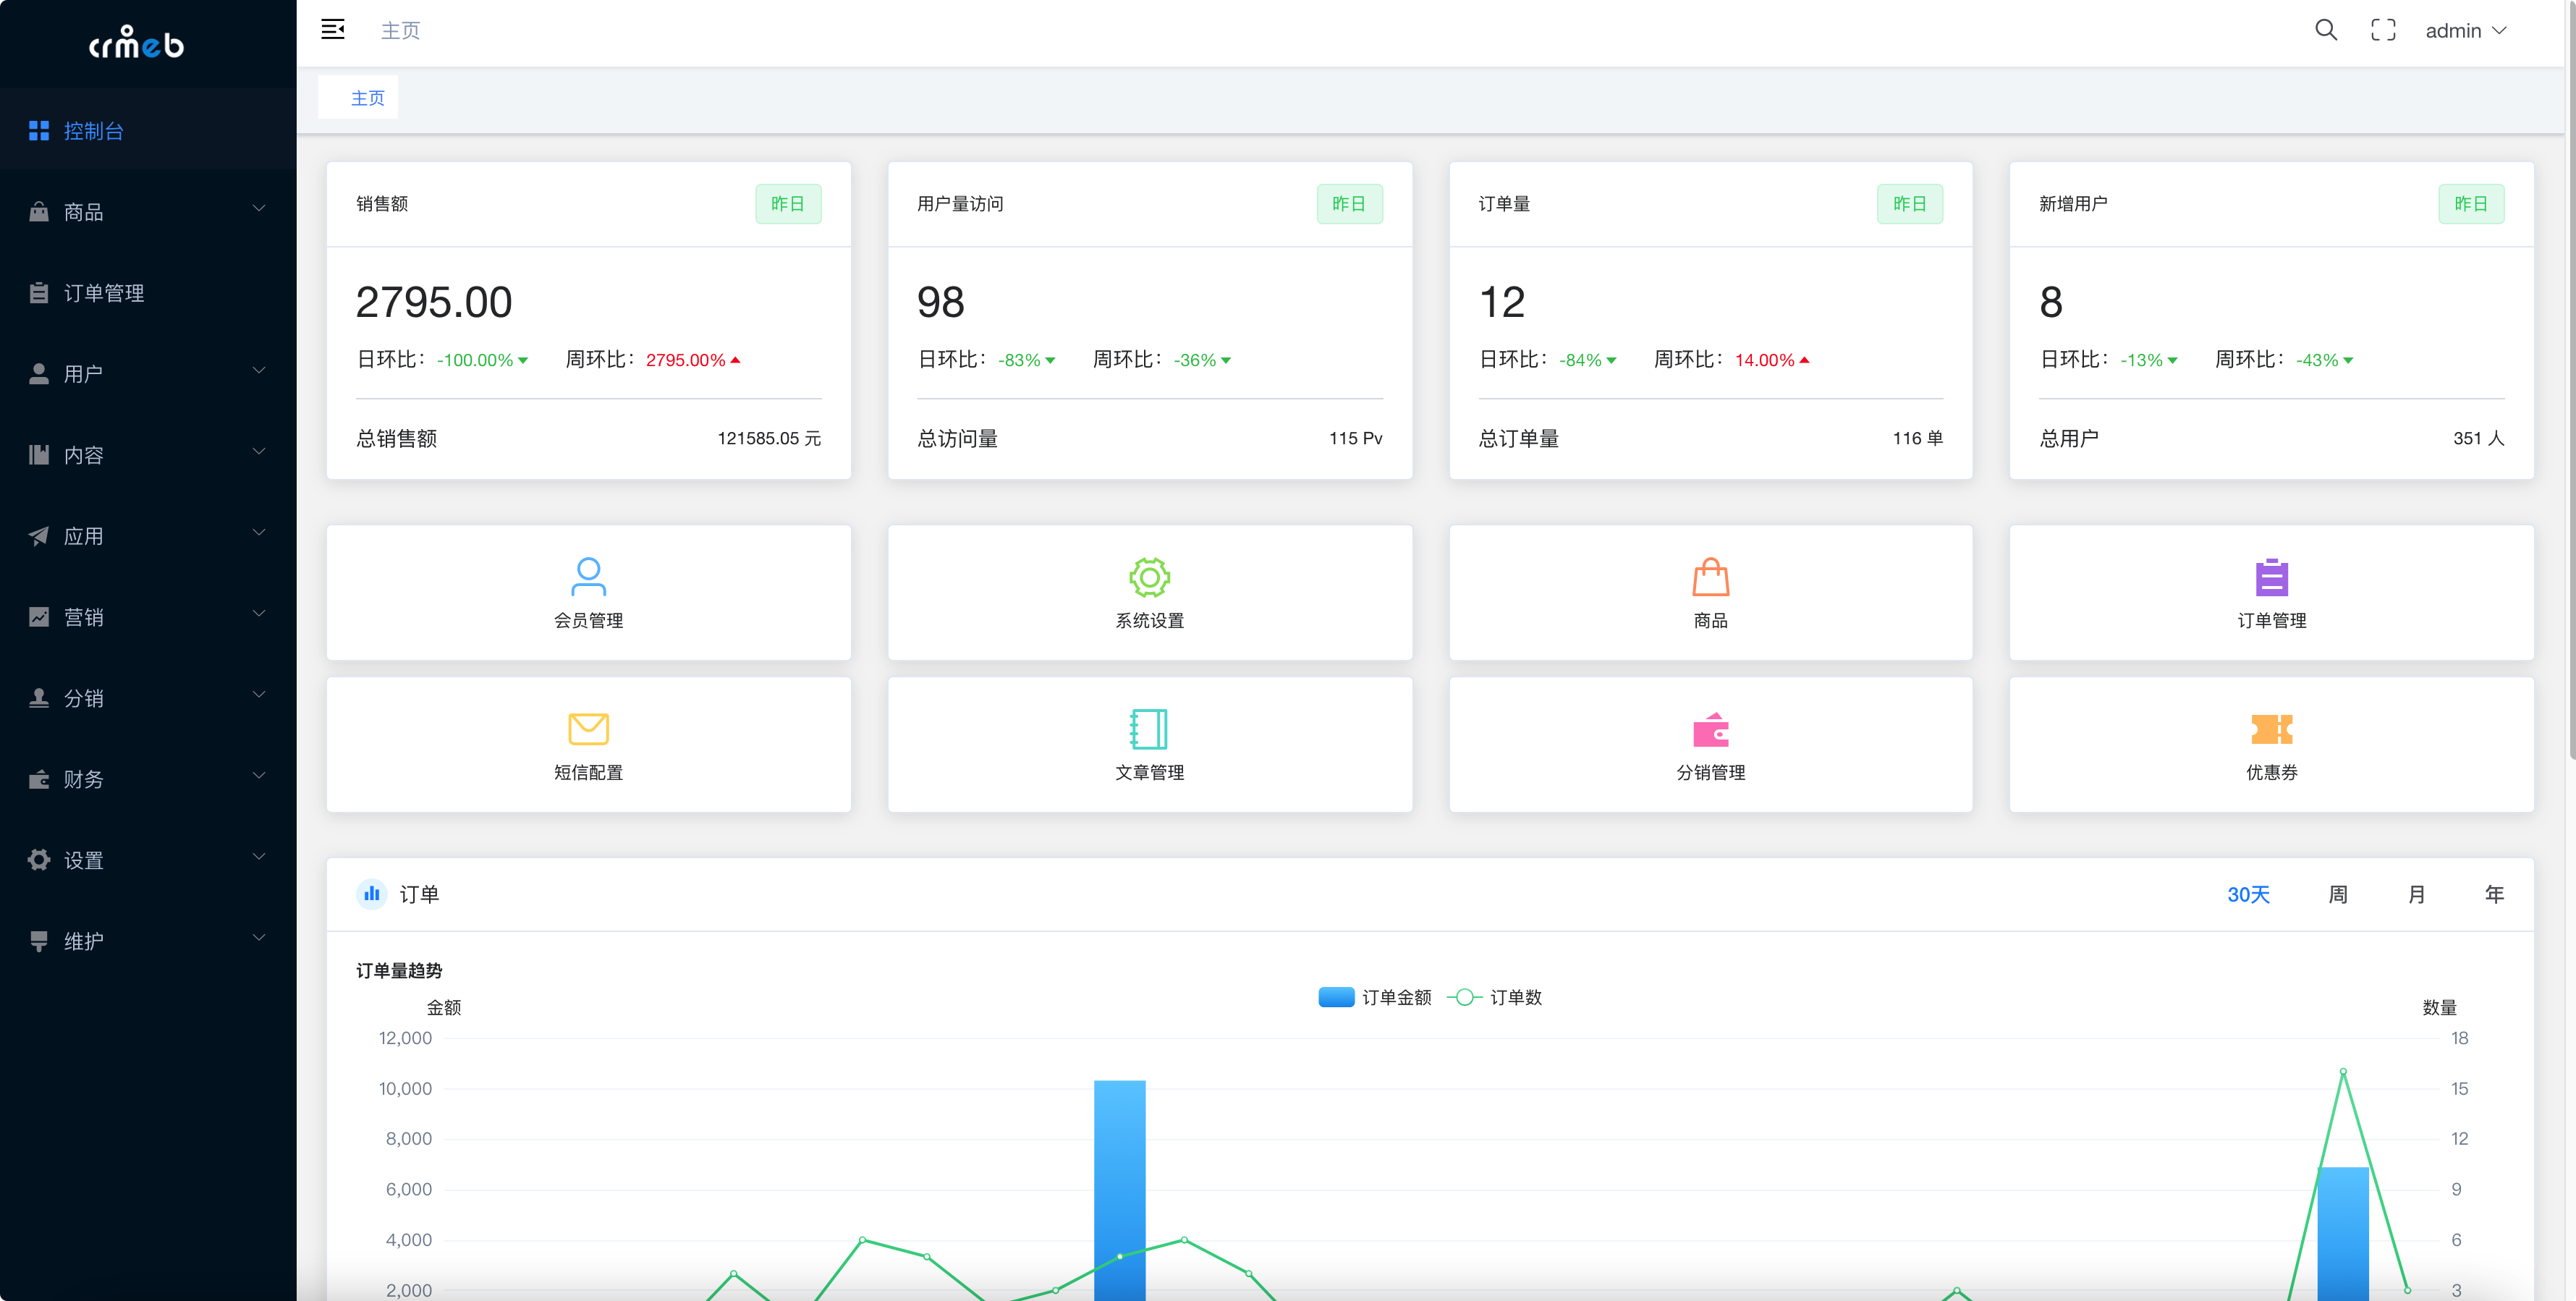 crmeb
主页
admin
主页
控制台
商品
订单管理
用户
内容
应用
营销
分销
财务
设置
维护
销售额 昨日
2795.00
日环比： -100.00% 周环比： 2795.00%
总销售额 121585.05 元
用户量访问 昨日
98
日环比： -83% 周环比： -36%
总访问量 115 Pv
订单量 昨日
12
日环比： -84% 周环比： 14.00%
总订单量 116 单
新增用户 昨日
8
日环比： -13% 周环比： -43%
总用户 351 人
会员管理
系统设置
商品
订单管理
短信配置
文章管理
分销管理
优惠券
订单
30天 周 月 年
订单量趋势
订单金额 订单数
金额
数量
12,000
10,000
8,000
6,000
4,000
2,000
18
15
12
9
6
3